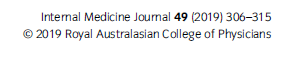 Internal Medicine Journal 49 (2019) 306–315
© 2019 Royal Australasian College of Physicians